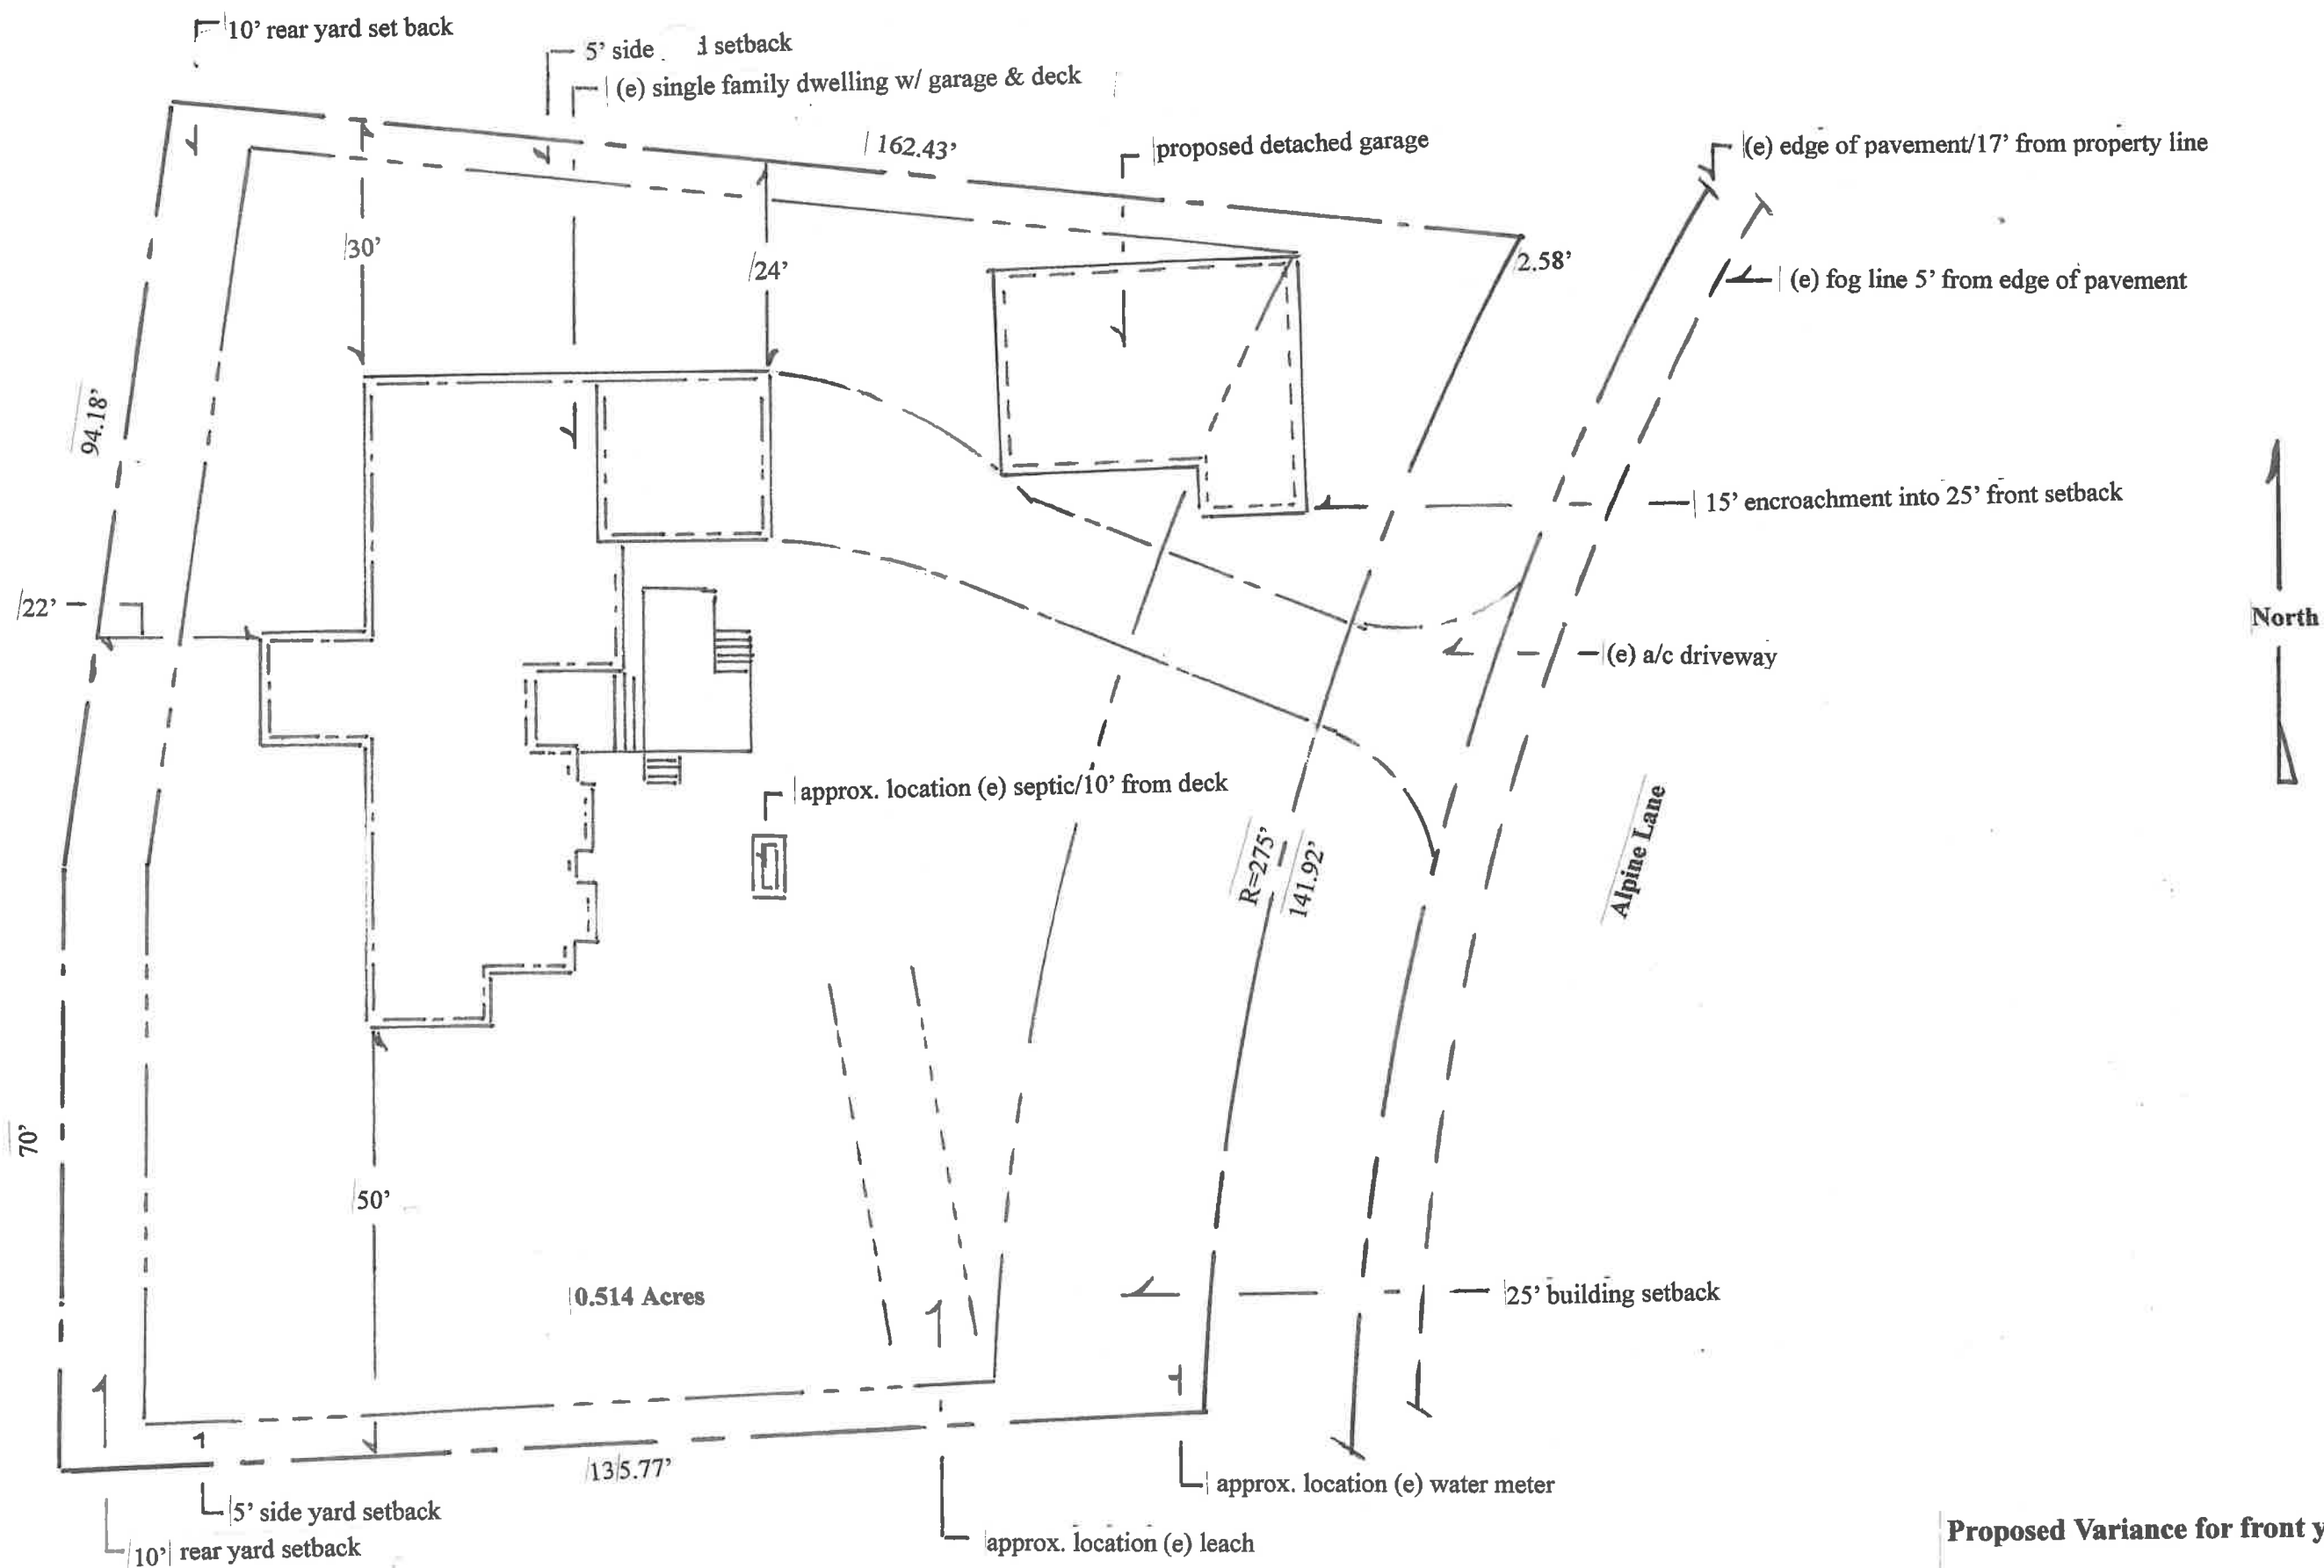 10’ rear yard set back
5’ side setback
(e) single family dwelling w/ garage & deck
162.43’
proposed detached garage
(e) edge of pavement/17’ from property line
30’
24’
2.58’
(e) fog line 5’ from edge of pavement
94.18’
15’ encroachment into 25’ front setback
22’
North
(e) a/c driveway
approx. location (e) septic/10’ from deck
R=275’
141.92’
Alpine Lane
70’
50’
0.514 Acres
25’ building setback
135.77’
approx. location (e) water meter
5’ side yard setback
10’ rear yard setback
approx. location (e) leach
Proposed Variance for front y